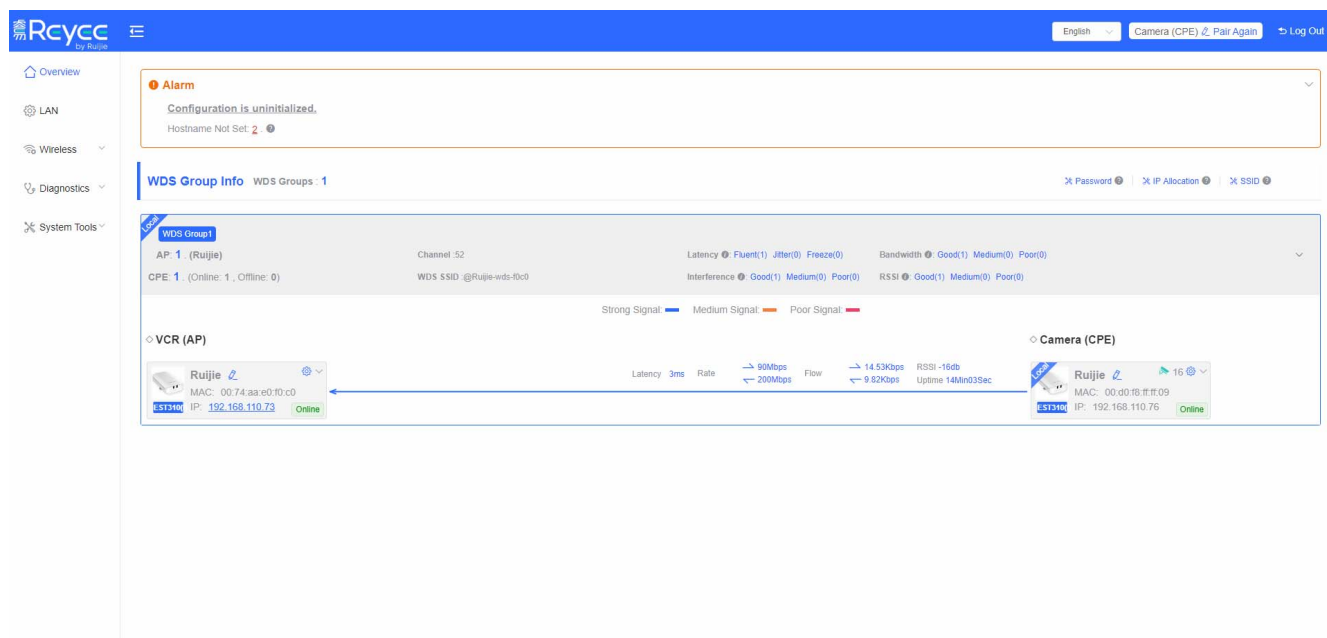 易网 Reyee
by Ruijie
English
Camera (CPE) Pair Again
Log Out
Overview
LAN
Wireless
Diagnostics
System Tools
Alarm
Configuration is uninitialized.
Hostname Not Set: 2 .
WDS Group Info WDS Groups : 1
Password
IP Allocation
SSID
Local
WDS Group1
AP: 1 . (Ruijie) Channel :52 Latency : Fluent(1) Jitter(0) Freeze(0) Bandwidth : Good(1) Medium(0) Poor(0)
CPE: 1 . (Online: 1 , Offline: 0) WDS SSID :@Ruijie-wds-f0c0 Interference : Good(1) Medium(0) Poor(0) RSSI : Good(1) Medium(0) Poor(0)
Strong Signal: Medium Signal: Poor Signal:
VCR (AP)
Camera (CPE)
Ruijie
MAC: 00:74:aa:e0:f0:c0
EST310(
IP: 192.168.110.73
Online
Latency 3ms Rate
90Mbps
200Mbps
Flow
14.53Kbps
9.82Kbps
RSSI -16db
Uptime 14Min03Sec
Local
Ruijie
16
MAC: 00:d0:f8:ff:ff:09
EST310(
IP: 192.168.110.76
Online